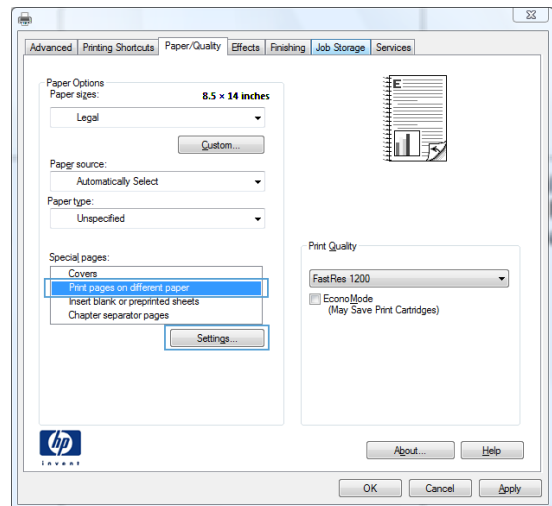 Advanced Printing Shortcuts Paper/Quality Effects Finishing Job Storage Services
Paper Options
Paper sizes: 8.5 × 14 inches
Legal
Custom...
Paper source:
Automatically Select
Paper type:
Unspecified
Special pages:
Covers
Print pages on different paper
Insert blank or preprinted sheets
Chapter separator pages
Settings...
E
Print Quality
FastRes 1200
EconoMode
(May Save Print Cartridges)
hp
invent
About... Help
OK Cancel Apply